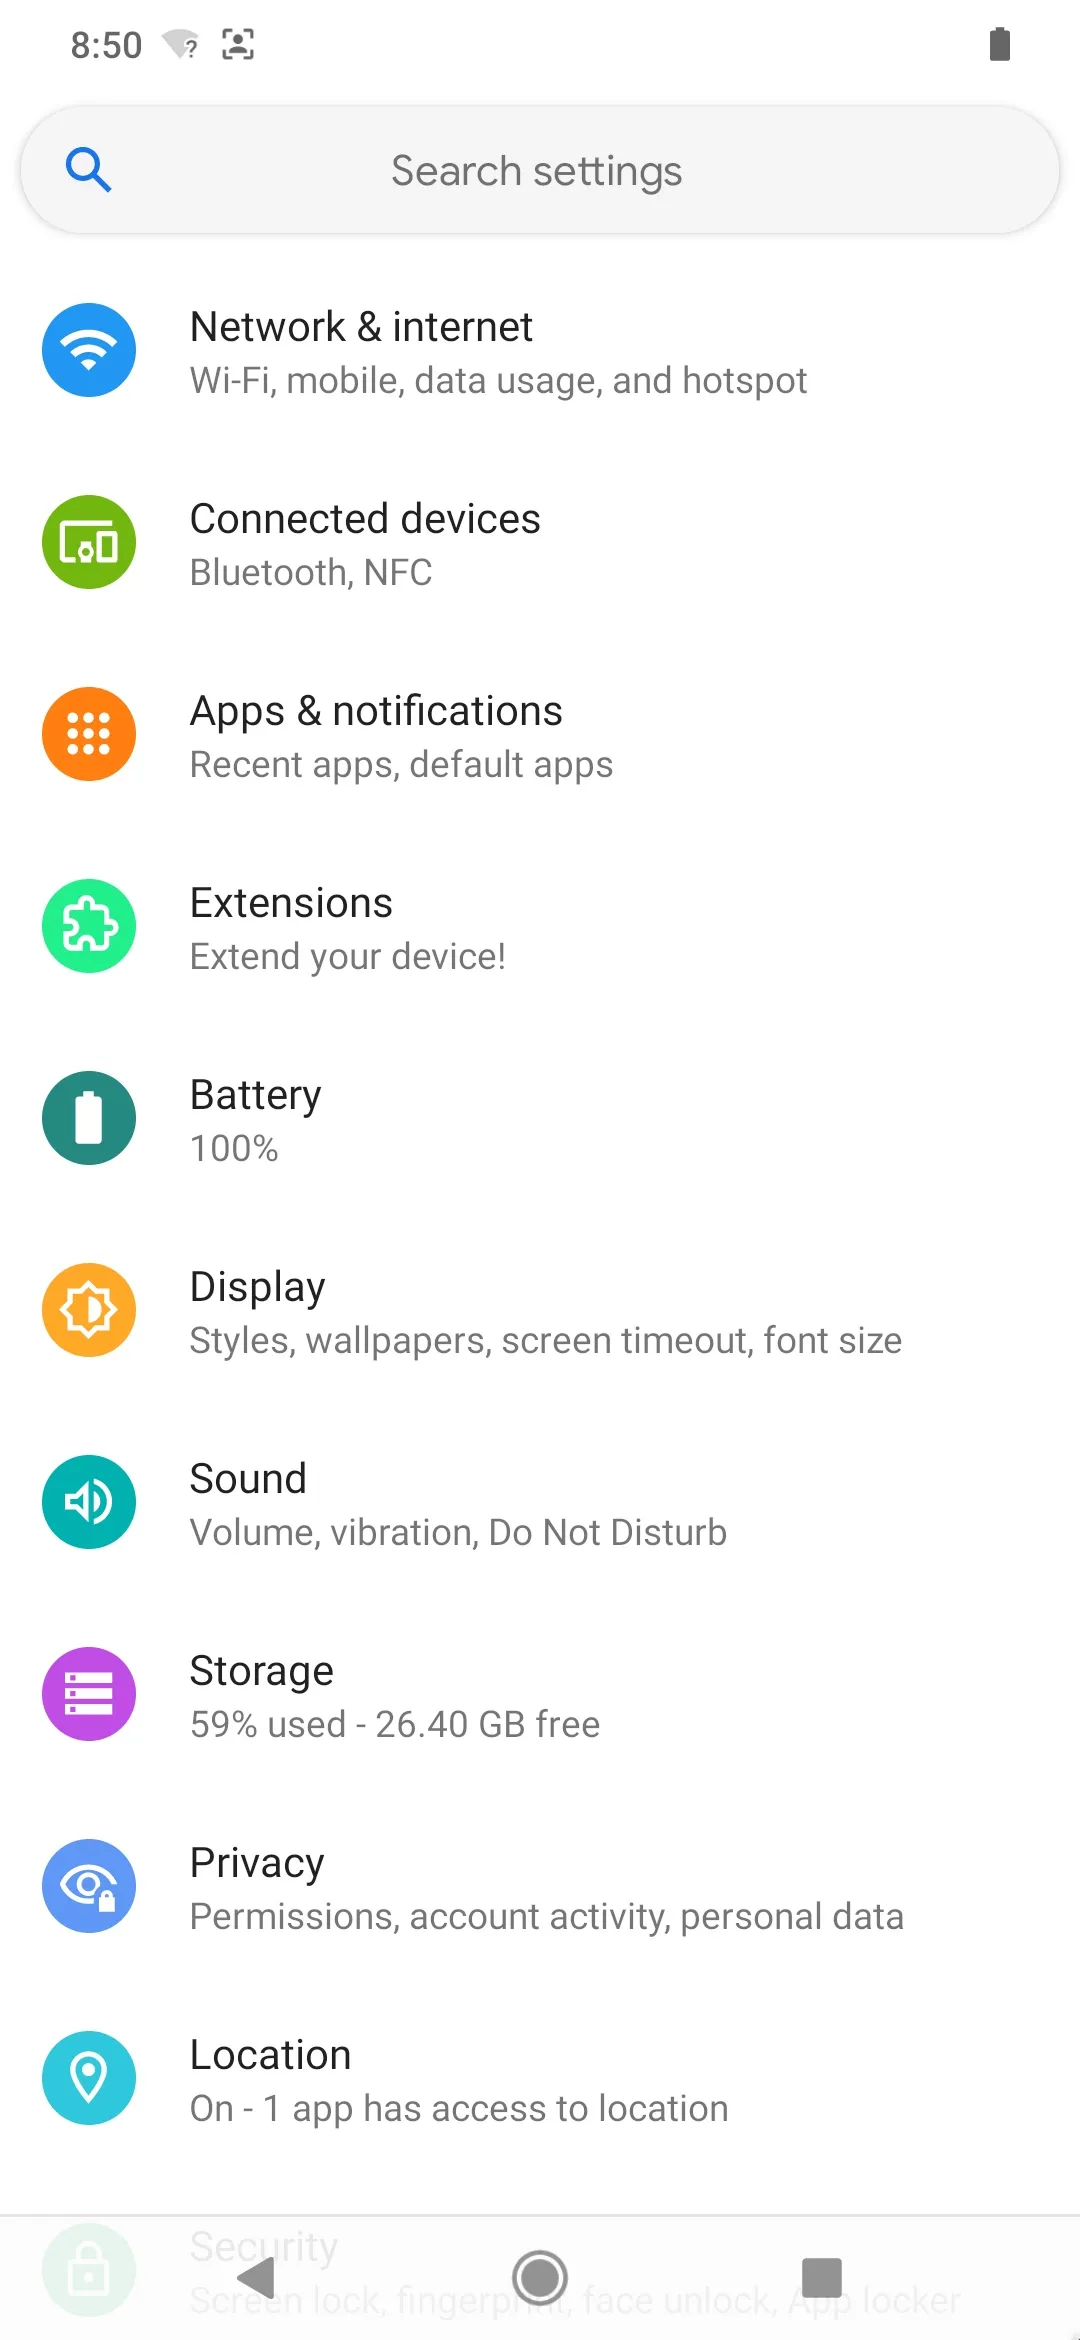 8:50
Search settings
Network & internet
Wi-Fi, mobile, data usage, and hotspot
Connected devices
Bluetooth, NFC
Apps & notifications
Recent apps, default apps
Extensions
Extend your device!
Battery
100%
Display
Styles, wallpapers, screen timeout, font size
Sound
Volume, vibration, Do Not Disturb
Storage
59% used - 26.40 GB free
Privacy
Permissions, account activity, personal data
Location
On - 1 app has access to location
Security
Screen lock, fingerprint, face unlock, App locker